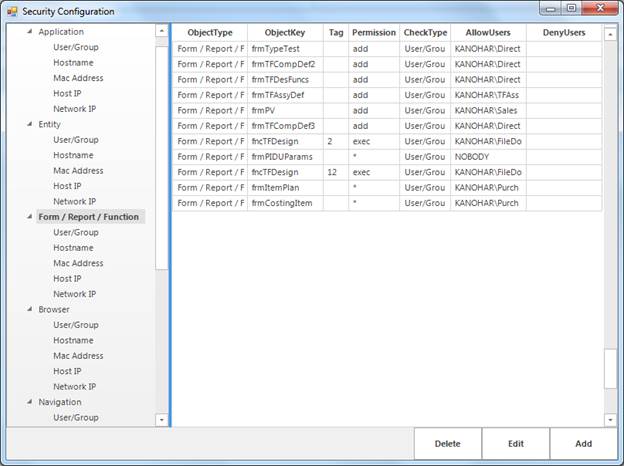 Security Configuration
Application
User/Group
Hostname
Mac Address
Host IP
Network IP
Entity
User/Group
Hostname
Mac Address
Host IP
Network IP
Form / Report / Function
User/Group
Hostname
Mac Address
Host IP
Network IP
Browser
User/Group
Hostname
Mac Address
Host IP
Network IP
Navigation
User/Group
ObjectType ObjectKey Tag Permission CheckType AllowUsers DenyUsers
Form / Report / F frmTypeTest add User/Grou KANOHAR\Direct
Form / Report / F frmTFCompDef2 add User/Grou KANOHAR\Direct
Form / Report / F frmTFDesFuncs add User/Grou KANOHAR\Direct
Form / Report / F frmTFAssyDef add User/Grou KANOHAR\TFAss
Form / Report / F frmPV add User/Grou KANOHAR\Sales
Form / Report / F frmTFCompDef3 add User/Grou KANOHAR\Direct
Form / Report / F fncTFDesign 2 exec User/Grou KANOHAR\FileDo
Form / Report / F frmPIDUParams * User/Grou NOBODY
Form / Report / F fncTFDesign 12 exec User/Grou KANOHAR\FileDo
Form / Report / F frmItemPlan * User/Grou KANOHAR\Purch
Form / Report / F frmCostingItem * User/Grou KANOHAR\Purch
Delete Edit Add